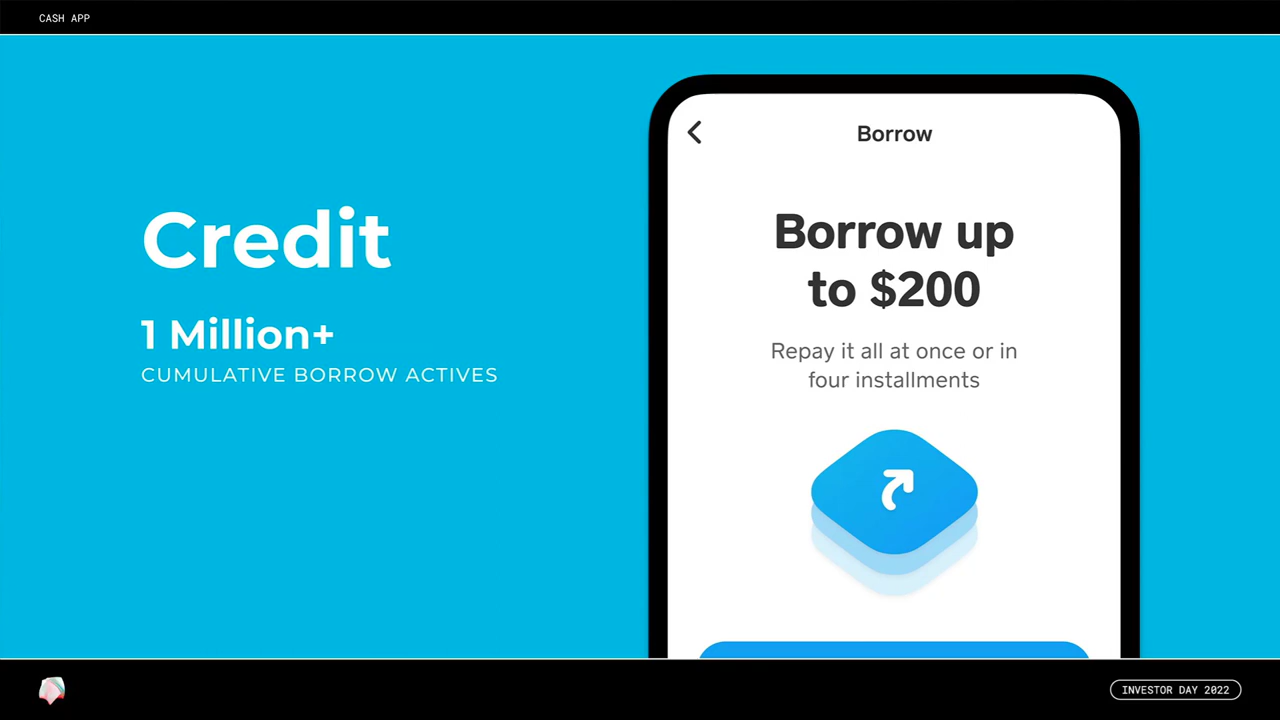 CASH APP
Credit
1 Million+
CUMULATIVE BORROW ACTIVES
Borrow
Borrow up
to $200
Repay it all at once or in
four installments
INVESTOR DAY 2022